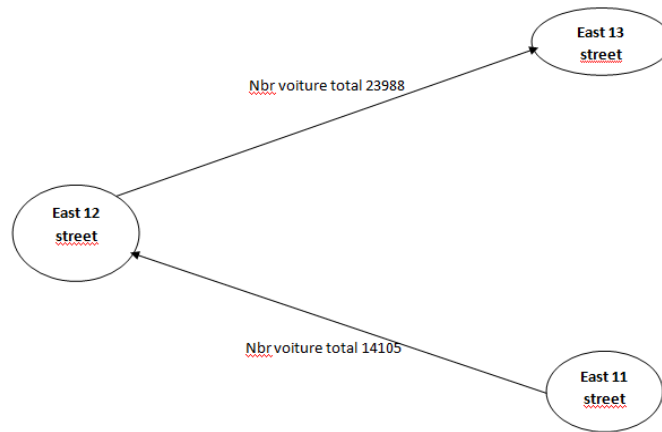 East 13
street
Nbr voiture total 23988
East 12
street
Nbr voiture total 14105
East 11
street